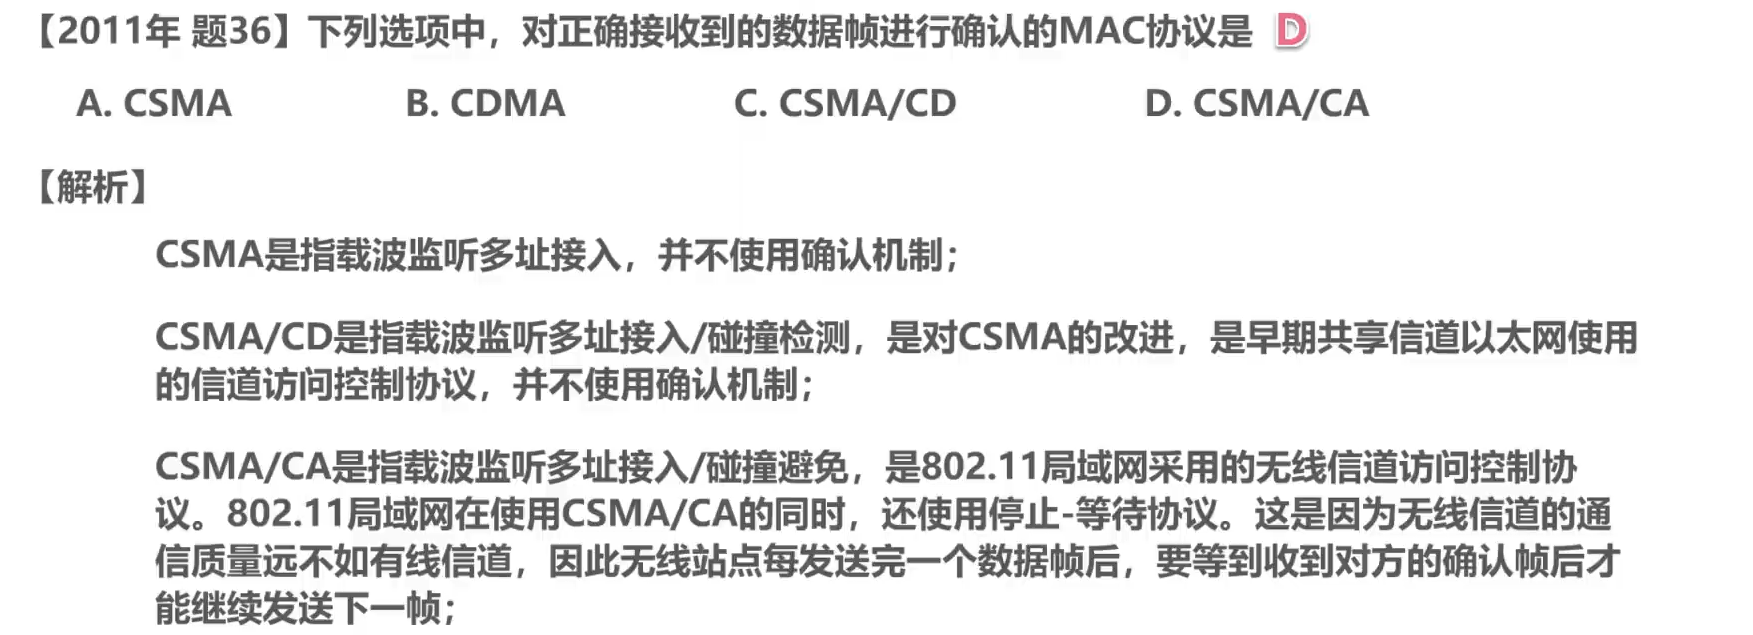 【2011年 题36】下列选项中，对正确接收到的数据帧进行确认的MAC协议是 D
A. CSMA B. CDMA C. CSMA/CD D. CSMA/CA
【解析】
CSMA是指载波监听多址接入，并不使用确认机制；
CSMA/CD是指载波监听多址接入/碰撞检测，是对CSMA的改进，是早期共享信道以太网使用
的信道访问控制协议，并不使用确认机制；
CSMA/CA是指载波监听多址接入/碰撞避免，是802.11局域网采用的无线信道访问控制协
议。802.11局域网在使用CSMA/CA的同时，还使用停止-等待协议。这是因为无线信道的通
信质量远不如有线信道，因此无线站点每发送完一个数据帧后，要等到收到对方的确认帧后才
能继续发送下一帧；